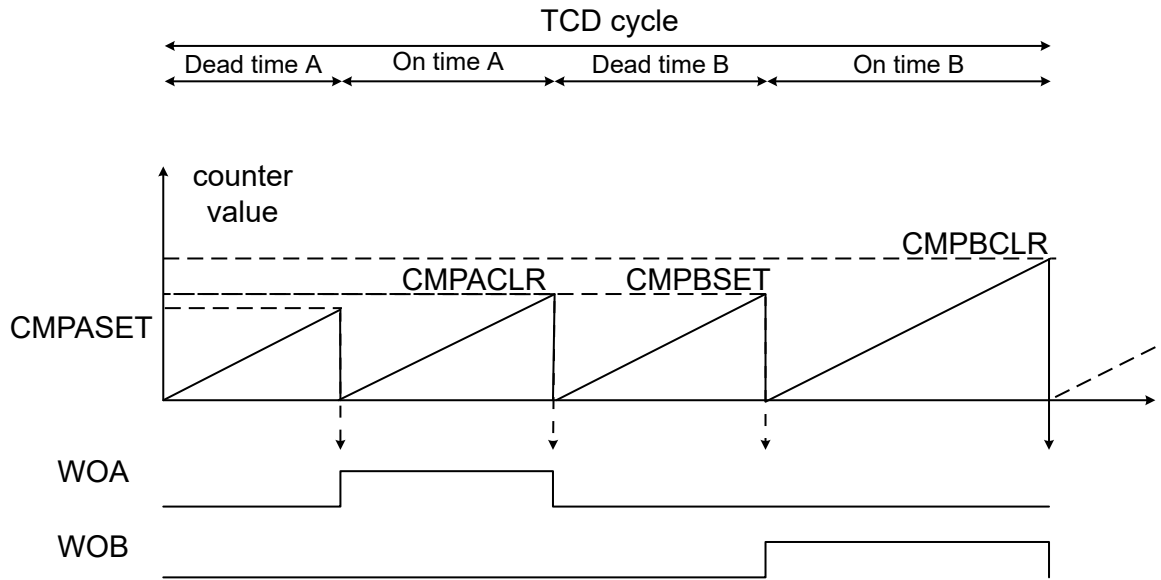 TCD cycle
Dead time A
On time A
Dead time B
On time B
counter
value
CMPBCLR
CMPACLR
CMPBSET
CMPASET
WOA
WOB